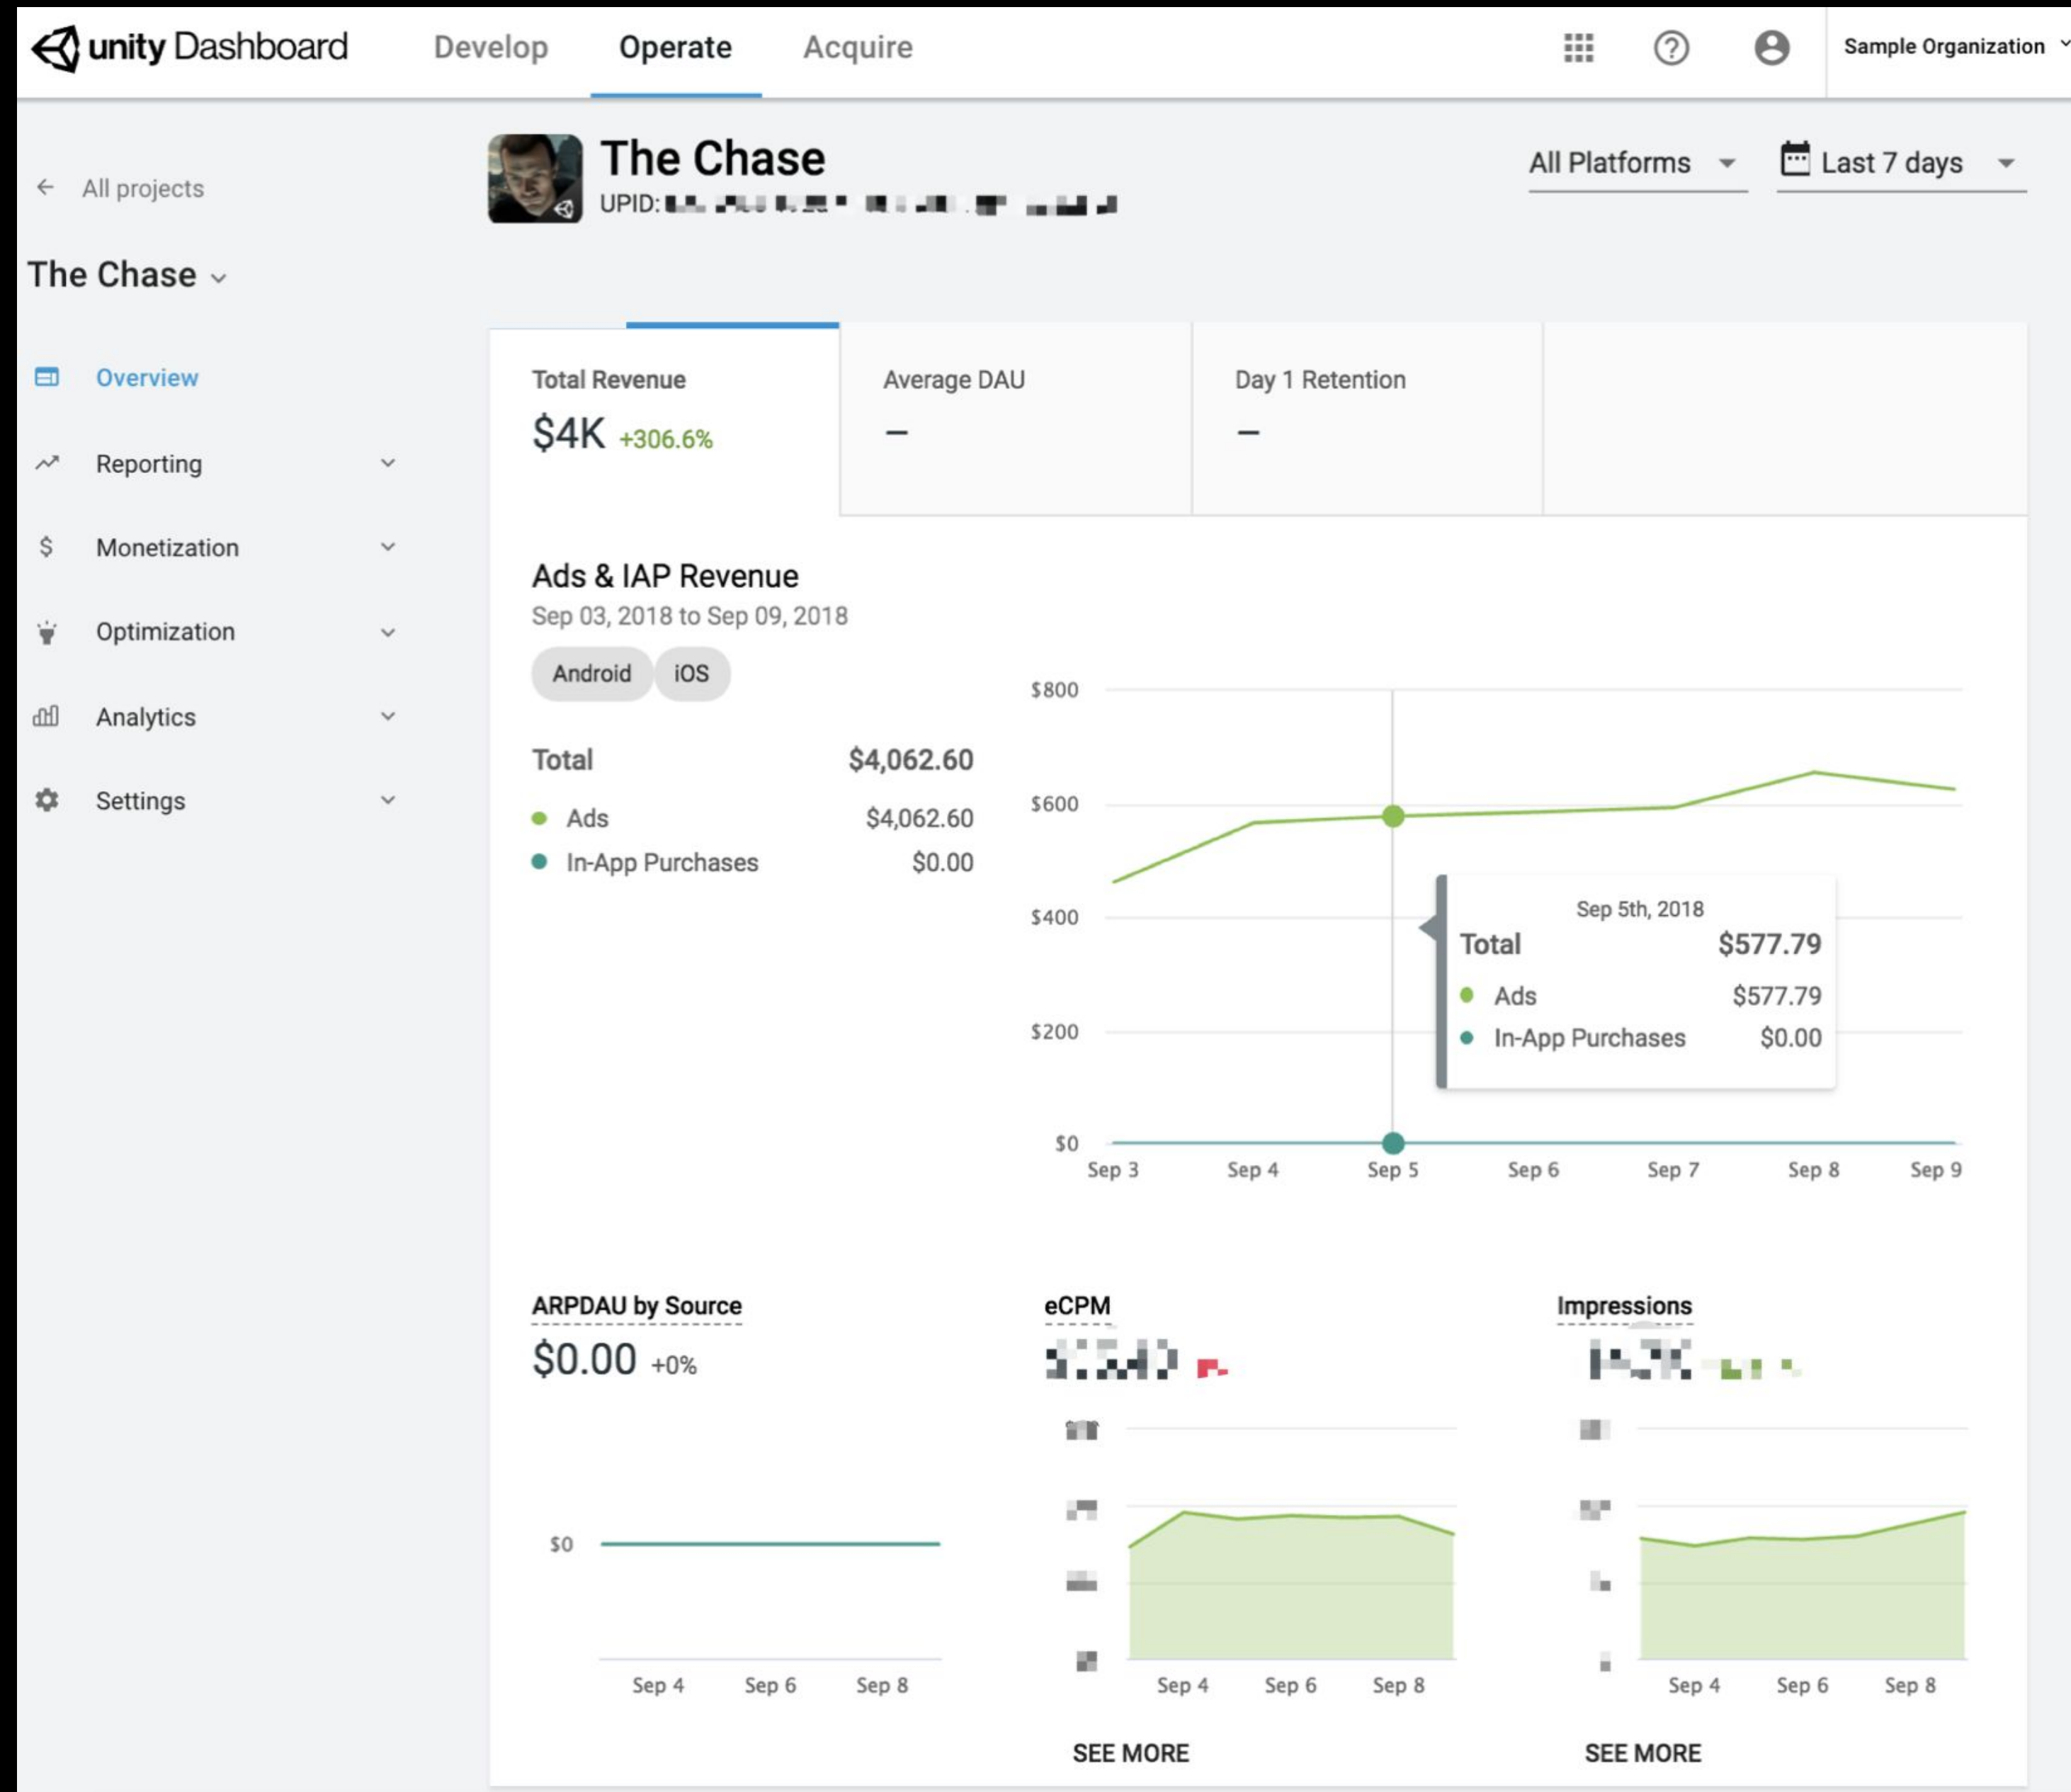 unity Dashboard Develop Operate Acquire Sample Organization
All projects
The Chase
Overview
Reporting
Monetization
Optimization
Analytics
Settings
The Chase
UPID:
All Platforms Last 7 days
Total Revenue
$4K +306.6%
Average DAU
–
Day 1 Retention
–
Ads & IAP Revenue
Sep 03, 2018 to Sep 09, 2018
Android iOS
Total $4,062.60
Ads $4,062.60
In-App Purchases $0.00
$800
$600
$400
$200
$0
Sep 3 Sep 4 Sep 5 Sep 6 Sep 7 Sep 8 Sep 9
Sep 5th, 2018
Total $577.79
Ads $577.79
In-App Purchases $0.00
ARPDAU by Source
$0.00 +0%
$0
Sep 4 Sep 6 Sep 8
eCPM
Sep 4 Sep 6 Sep 8
SEE MORE
Impressions
Sep 4 Sep 6 Sep 8
SEE MORE